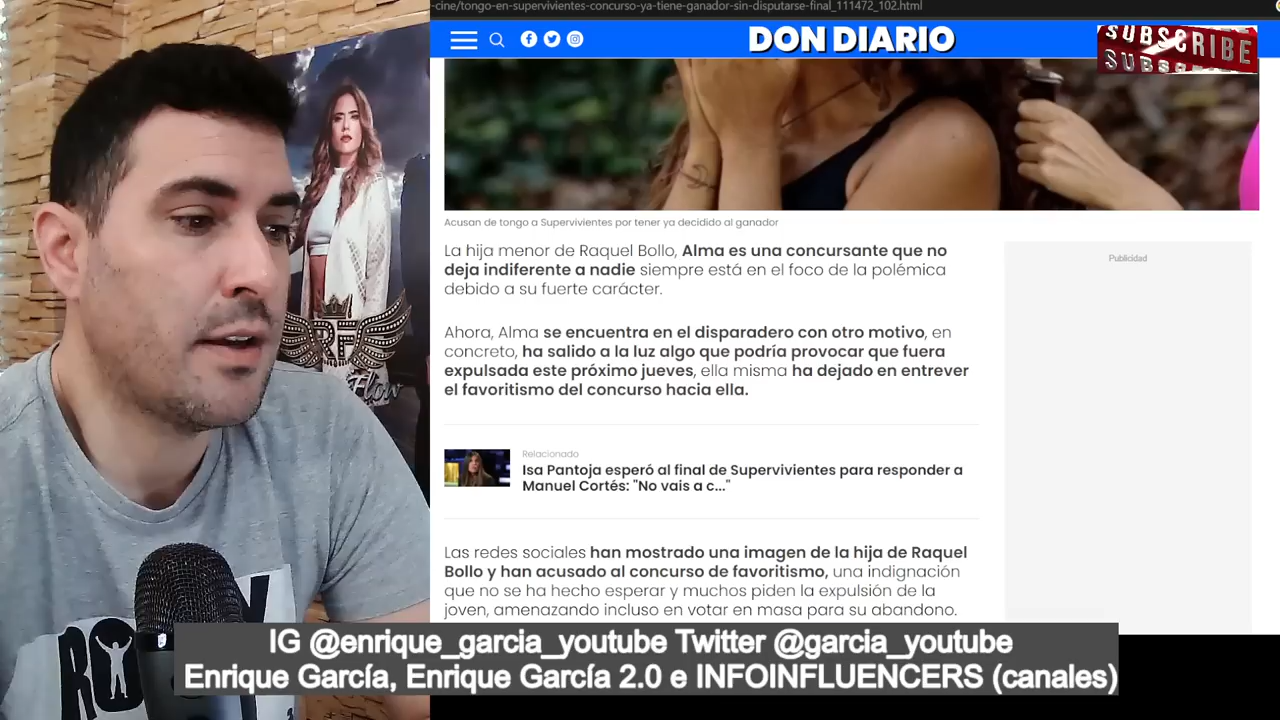 -cine/tongo-en-supervivientes-concurso-ya-tiene-ganador-sin-disputarse-final_111472_102.html
DON DIARIO
SUBSCRIBE
SUBSCRIBE
Acusan de tongo a Supervivientes por tener ya decidido al ganador
La hija menor de Raquel Bollo, Alma es una concursante que no
deja indiferente a nadie siempre está en el foco de la polémica
debido a su fuerte carácter.
Publicidad
Ahora, Alma se encuentra en el disparadero con otro motivo, en
concreto, ha salido a la luz algo que podría provocar que fuera
expulsada este próximo jueves, ella misma ha dejado en entrever
el favoritismo del concurso hacia ella.
Relacionado
Isa Pantoja esperó al final de Supervivientes para responder a
Manuel Cortés: "No vais a c..."
Las redes sociales han mostrado una imagen de la hija de Raquel
Bollo y han acusado al concurso de favoritismo, una indignación
que no se ha hecho esperar y muchos piden la expulsión de la
joven, amenazando incluso en votar en masa para su abandono.
RF
Flow
IG @enrique_garcia_youtube Twitter @garcia_youtube
Enrique García, Enrique García 2.0 e INFOINFLUENCERS (canales)